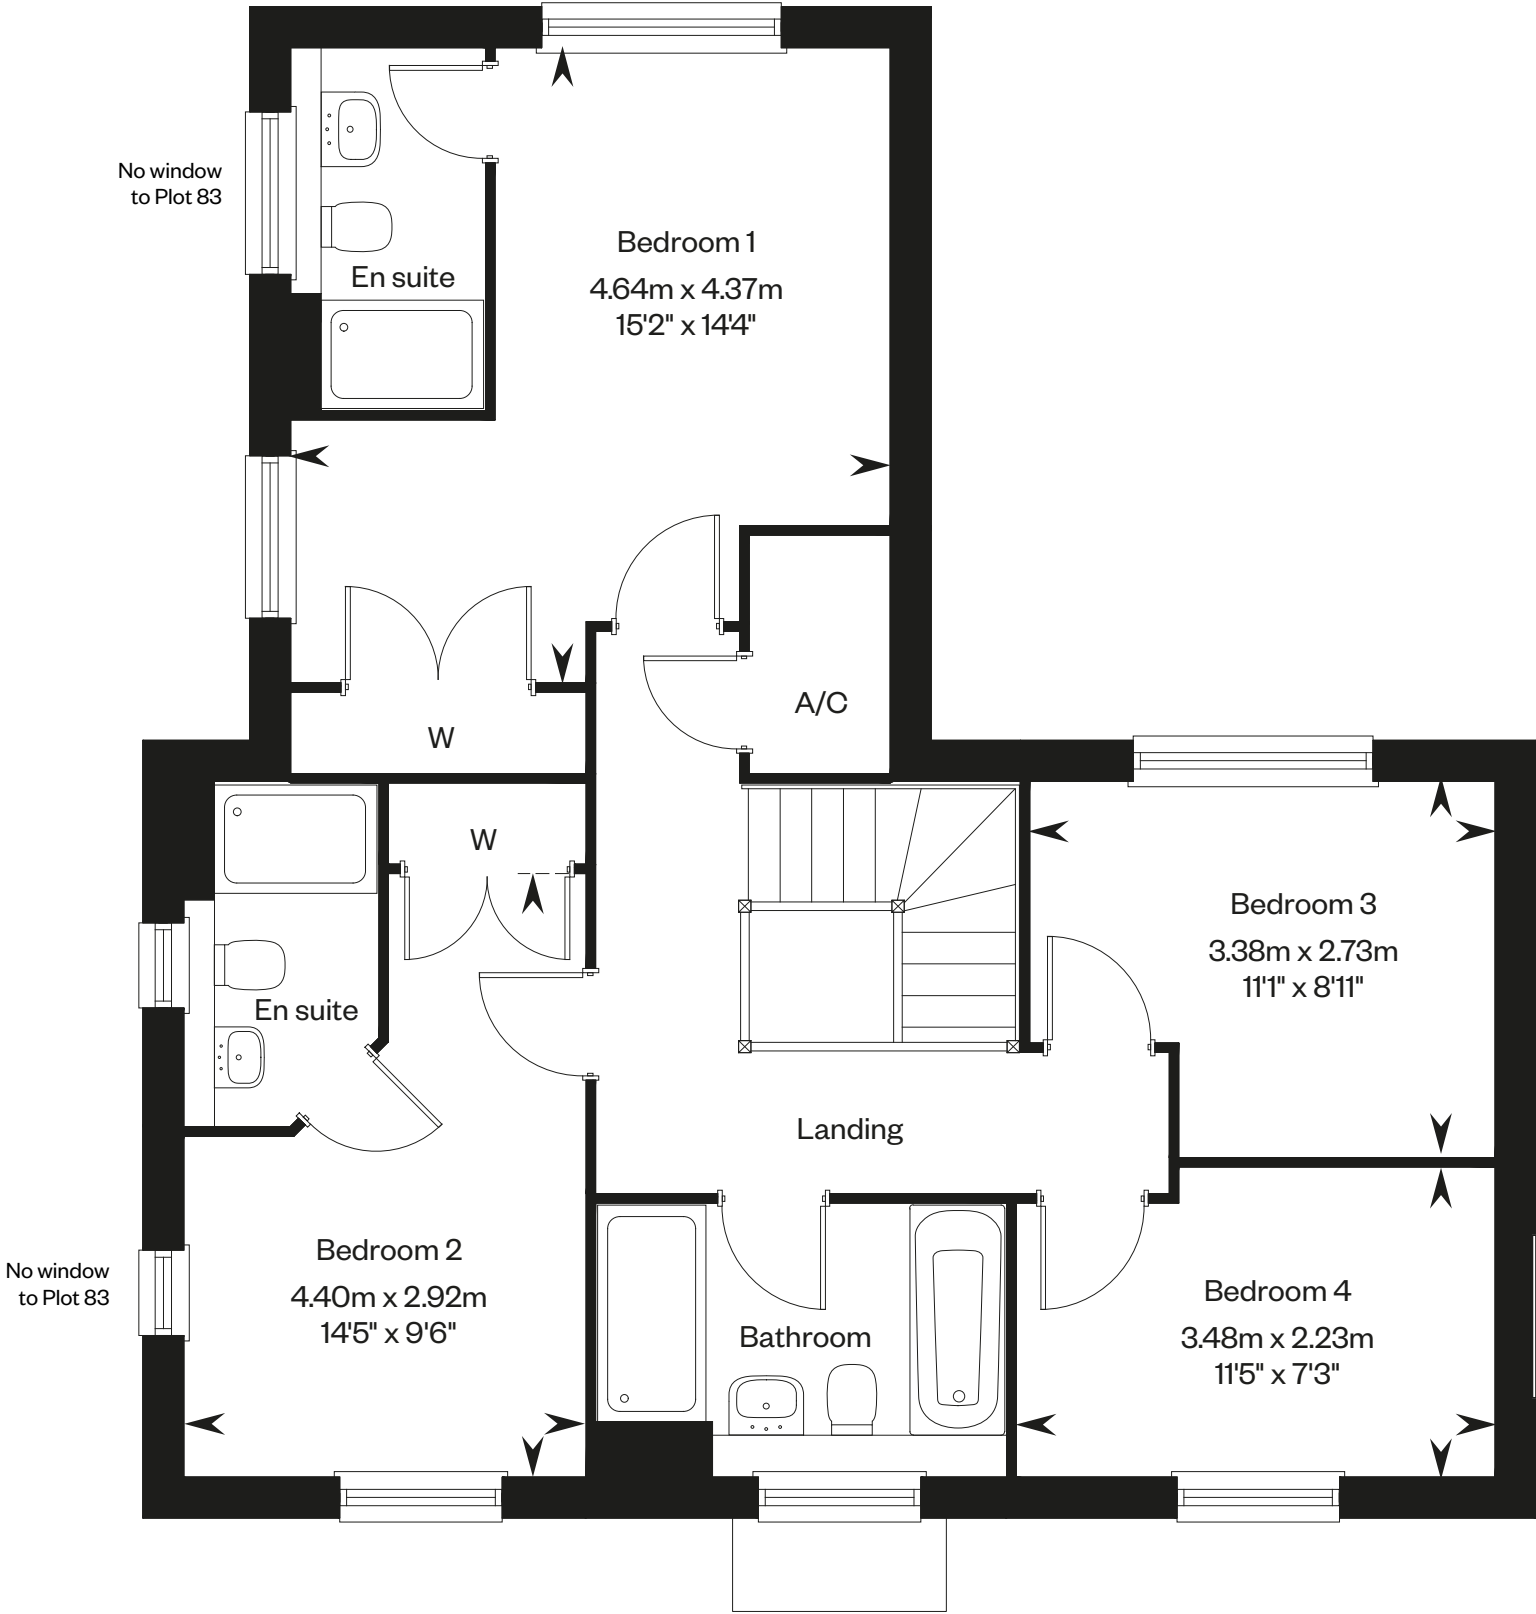 No window
to Plot 83
Bedroom 1
4.64m x 4.37m
15'2" x 14'4"
En suite
A/C
W
W
Bedroom 3
3.38m x 2.73m
11'1" x 8'11"
En suite
Landing
Bedroom 2
4.40m x 2.92m
14'5" x 9'6"
No window
to Plot 83
Bathroom
Bedroom 4
3.48m x 2.23m
11'5" x 7'3"